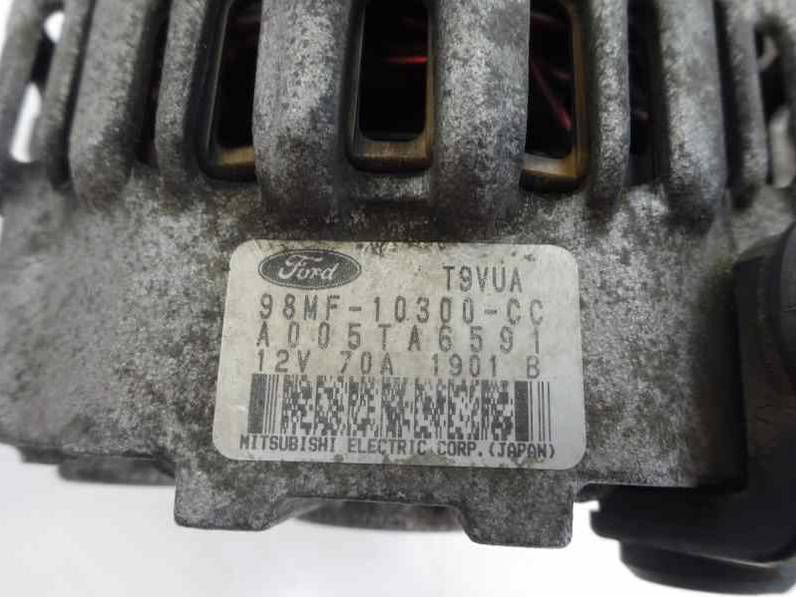 Ford T9VUA
98MF-10300-CC
A005TA6591
12V 70A 1901 B
MITSUBISHI ELECTRIC CORP.(JAPAN)